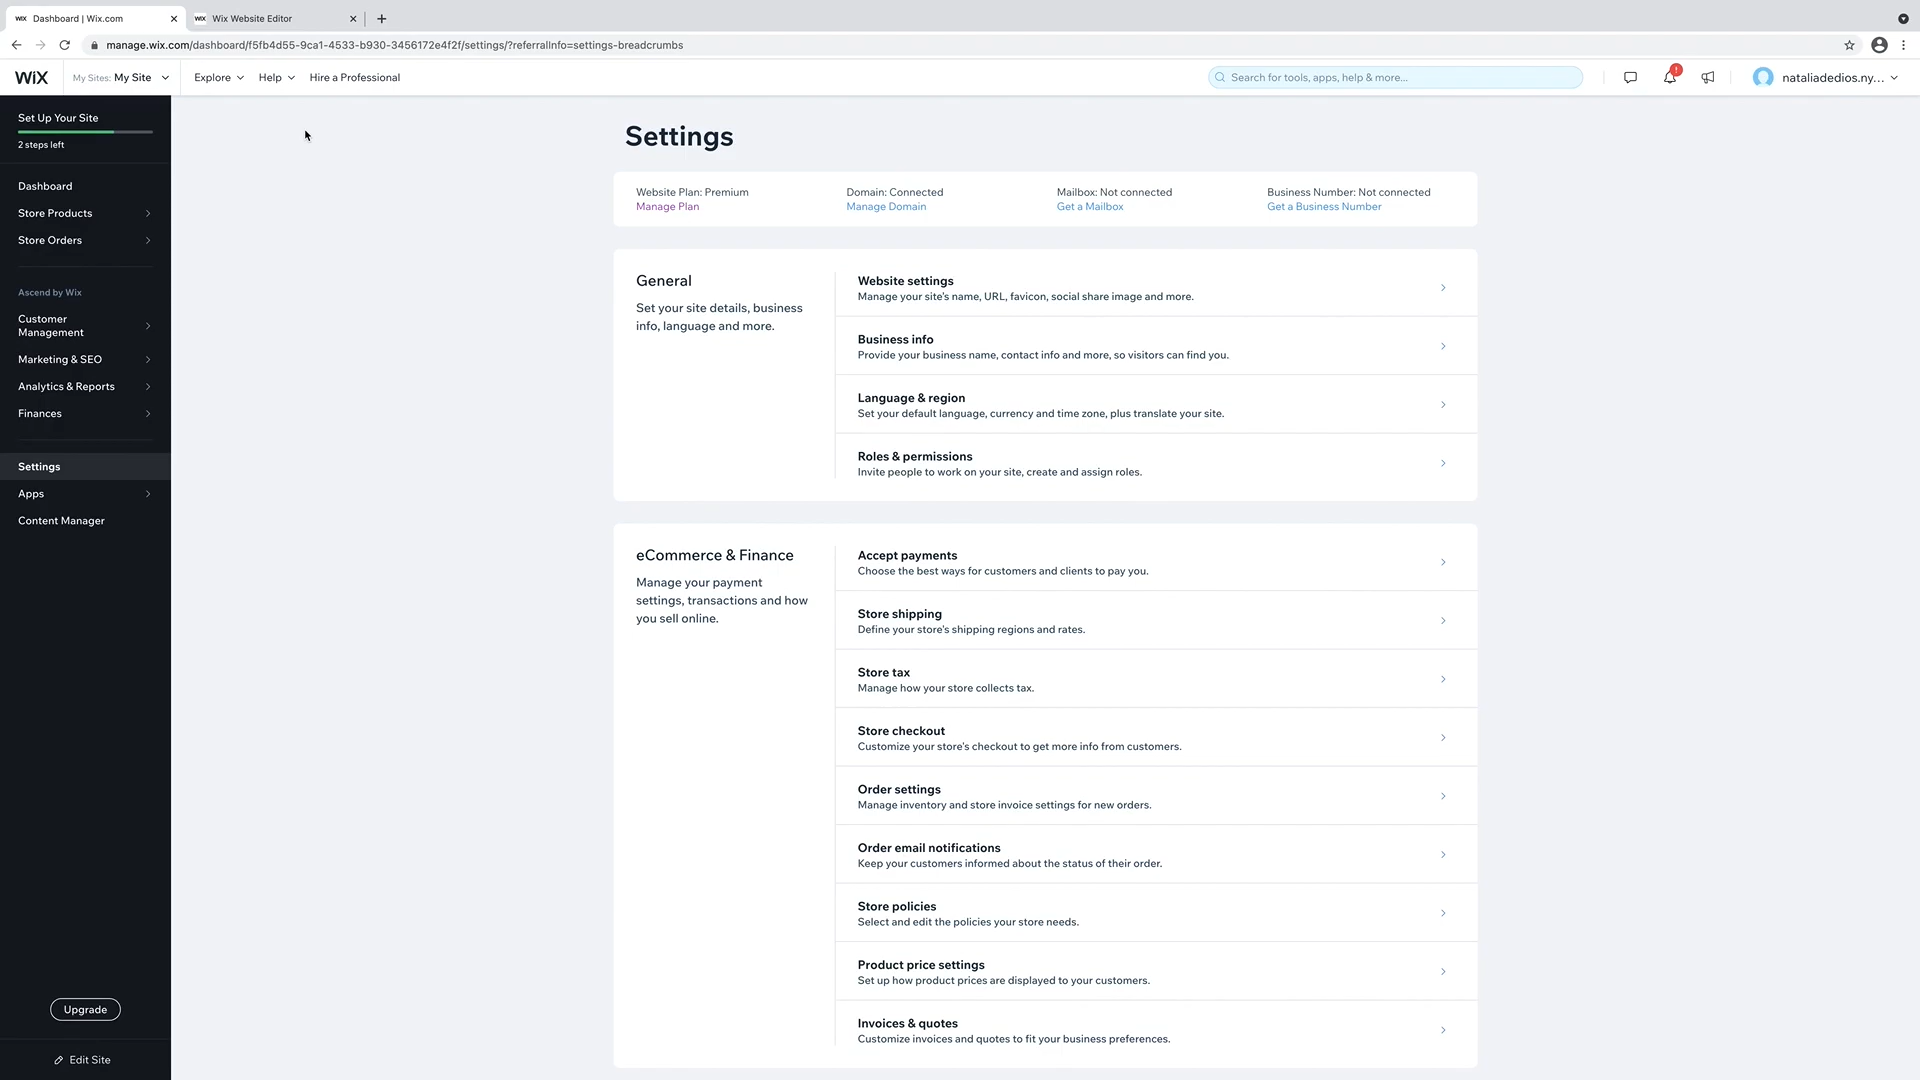 WiX Dashboard | Wix.com
WiX Wix Website Editor
manage.wix.com/dashboard/f5fb4d55-9ca1-4533-b930-3456172e4f2f/settings/?referralInfo=settings-breadcrumbs
WiX My Sites: My Site Explore Help Hire a Professional Search for tools, apps, help & more... ! nataliadedios.ny...
Set Up Your Site
2 steps left
Dashboard
Store Products
Store Orders
Ascend by Wix
Customer
Management
Marketing & SEO
Analytics & Reports
Finances
Settings
Apps
Content Manager
Upgrade
Edit Site
Settings
Website Plan: Premium
Manage Plan
Domain: Connected
Manage Domain
Mailbox: Not connected
Get a Mailbox
Business Number: Not connected
Get a Business Number
General
Set your site details, business
info, language and more.
Website settings
Manage your site's name, URL, favicon, social share image and more.
Business info
Provide your business name, contact info and more, so visitors can find you.
Language & region
Set your default language, currency and time zone, plus translate your site.
Roles & permissions
Invite people to work on your site, create and assign roles.
eCommerce & Finance
Manage your payment
settings, transactions and how
you sell online.
Accept payments
Choose the best ways for customers and clients to pay you.
Store shipping
Define your store's shipping regions and rates.
Store tax
Manage how your store collects tax.
Store checkout
Customize your store's checkout to get more info from customers.
Order settings
Manage inventory and store invoice settings for new orders.
Order email notifications
Keep your customers informed about the status of their order.
Store policies
Select and edit the policies your store needs.
Product price settings
Set up how product prices are displayed to your customers.
Invoices & quotes
Customize invoices and quotes to fit your business preferences.